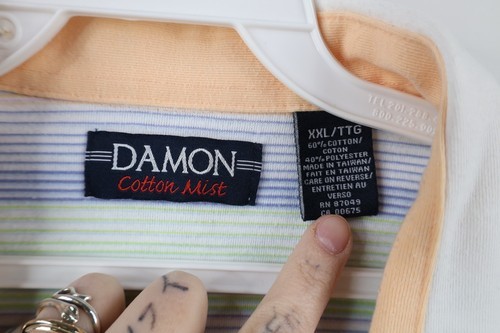 DAMON
Cotton Mist
XXL/TTG
60% COTTON/
COTON
40% POLYESTER
MADE IN TAIWAN/
FAIT EN TAIWAN
CARE ON REVERSE/
ENTRETIEN AU
VERSO
RN 87049
CA 00675